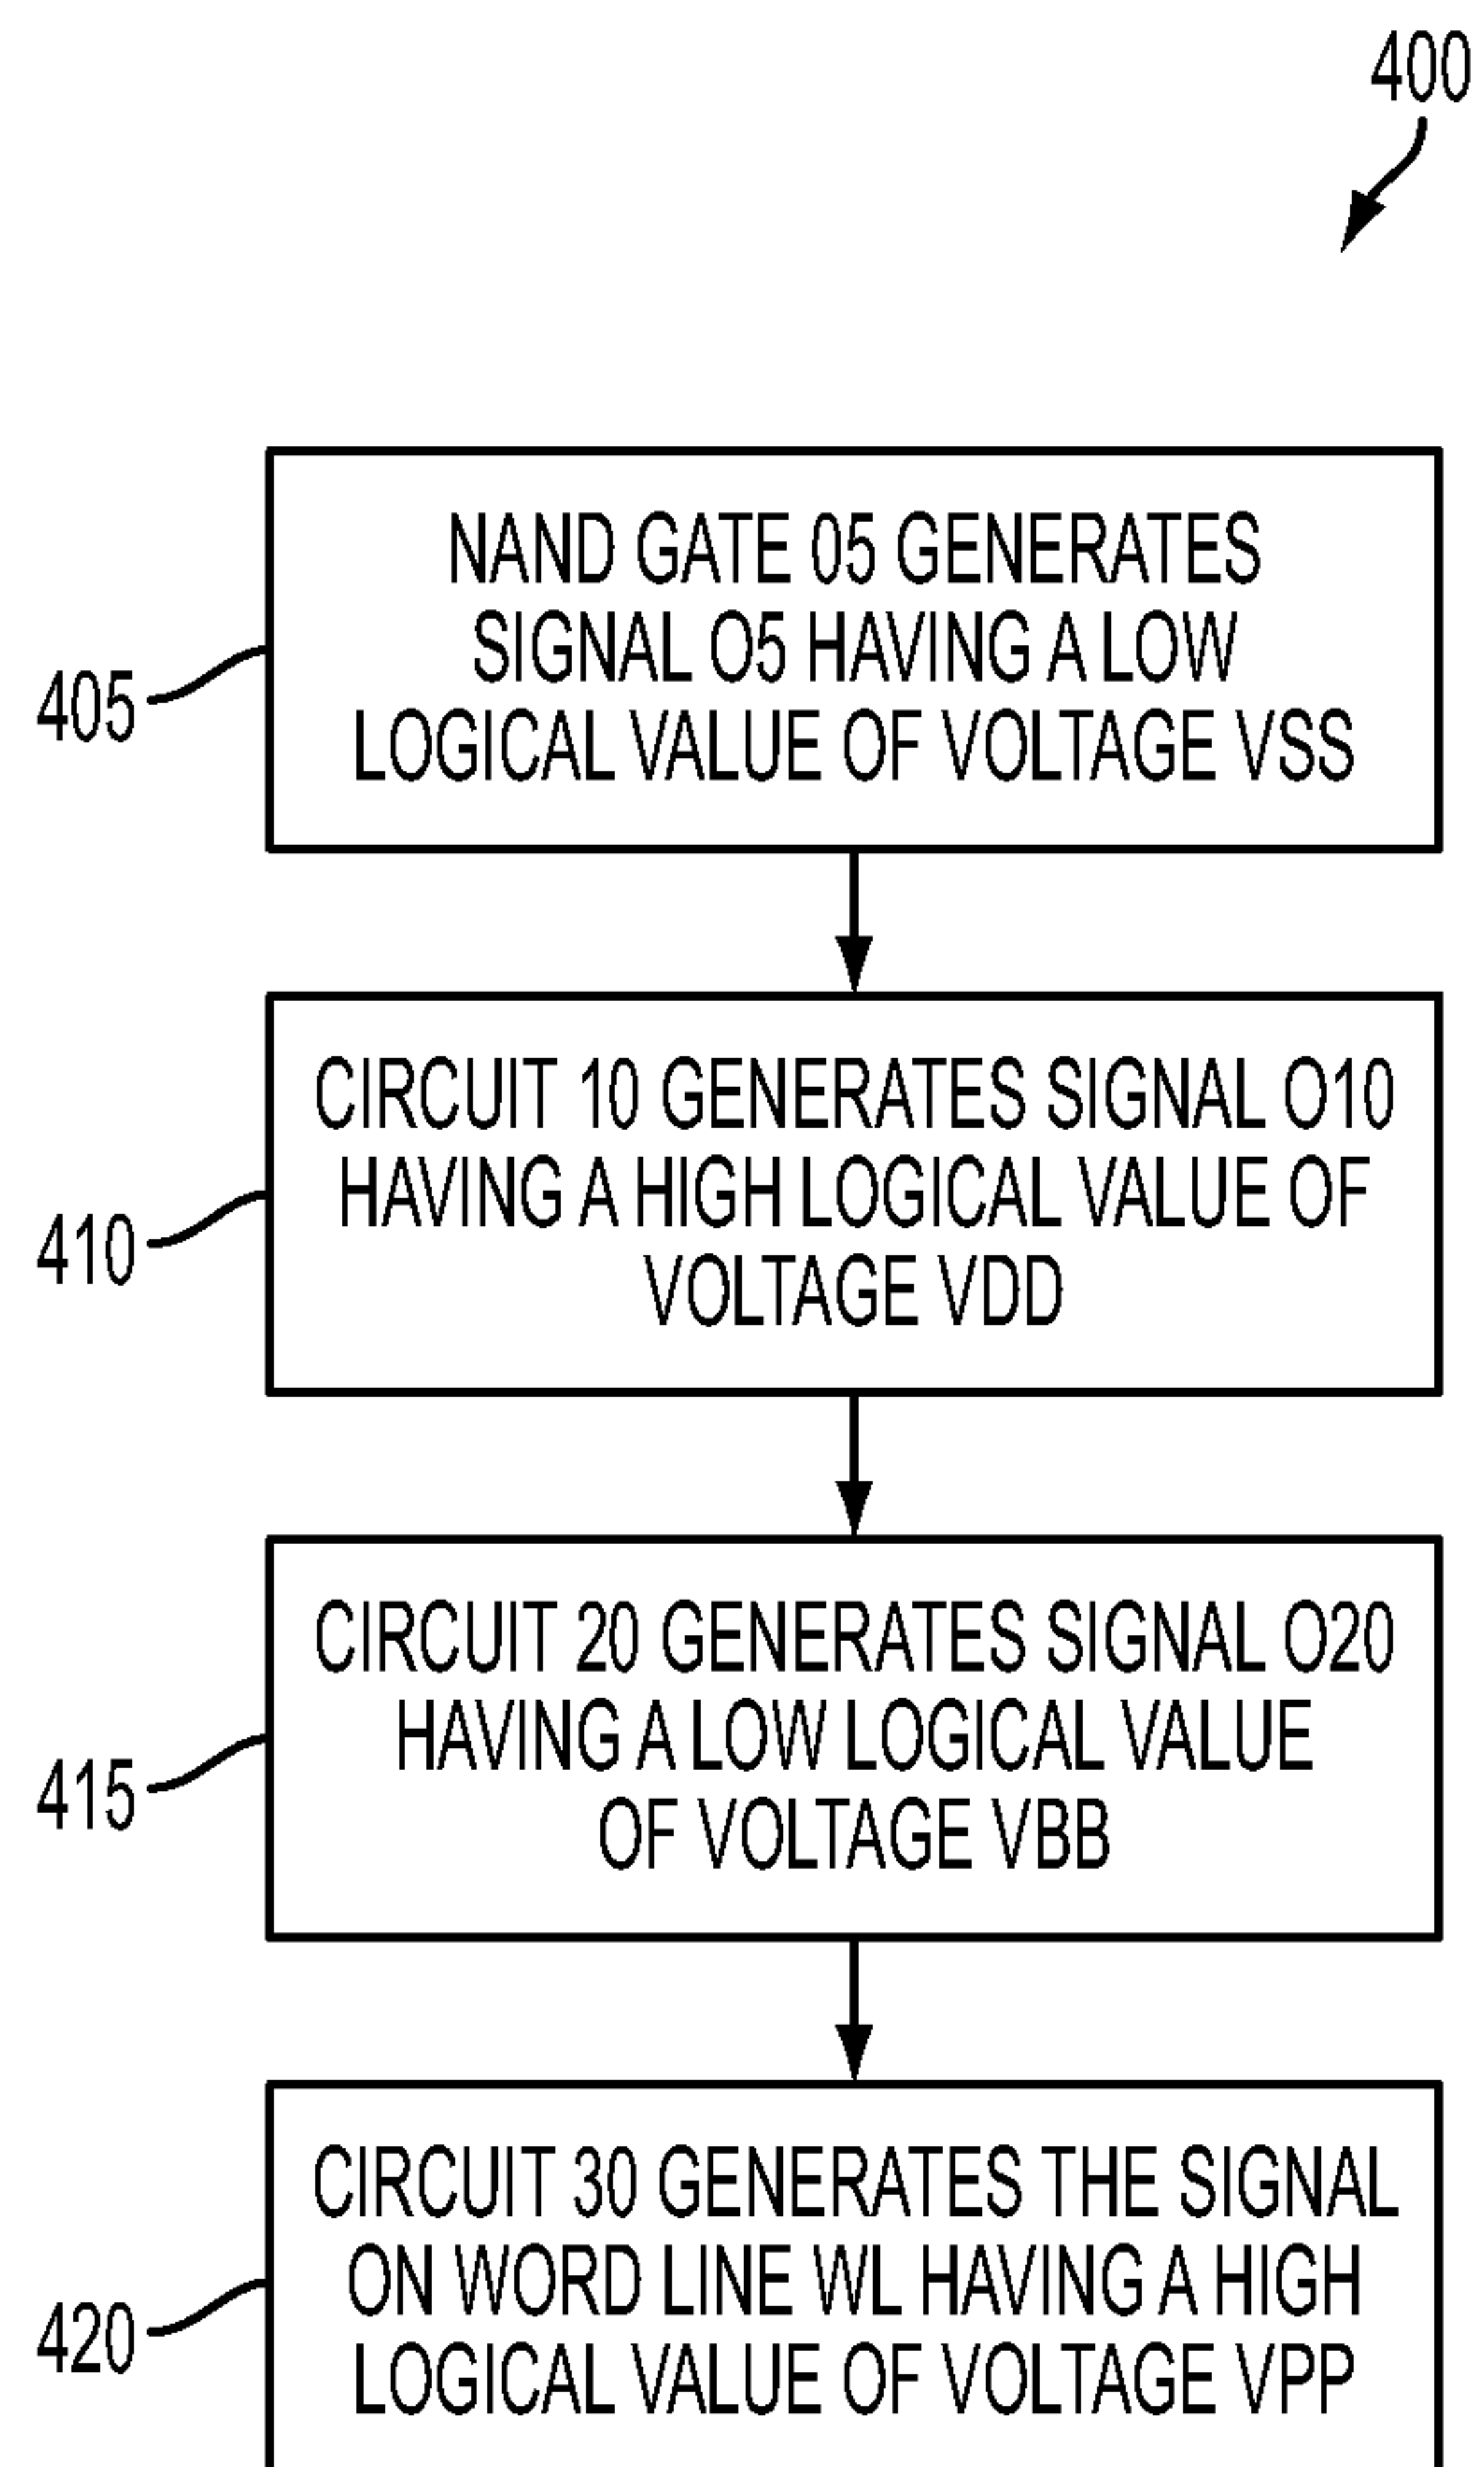 400
NAND GATE 05 GENERATES
SIGNAL O5 HAVING A LOW
LOGICAL VALUE OF VOLTAGE VSS
405
CIRCUIT 10 GENERATES SIGNAL O10
HAVING A HIGH LOGICAL VALUE OF
VOLTAGE VDD
410
CIRCUIT 20 GENERATES SIGNAL O20
HAVING A LOW LOGICAL VALUE
OF VOLTAGE VBB
415
CIRCUIT 30 GENERATES THE SIGNAL
ON WORD LINE WL HAVING A HIGH
LOGICAL VALUE OF VOLTAGE VPP
420